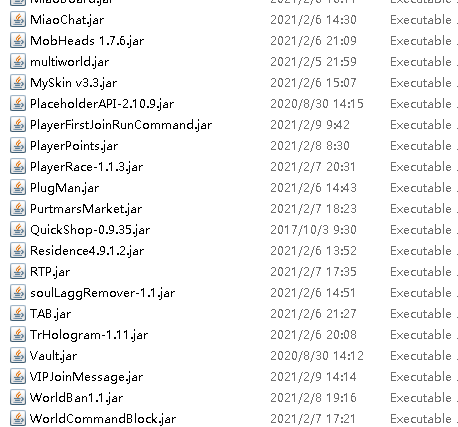 MiaoBoard.jar
MiaoChat.jar 2021/2/6 14:30 Executable .
MobHeads 1.7.6.jar 2021/2/6 21:09 Executable .
multiworld.jar 2021/2/5 21:59 Executable .
MySkin v3.3.jar 2021/2/6 15:07 Executable .
PlaceholderAPI-2.10.9.jar 2020/8/30 14:15 Executable .
PlayerFirstJoinRunCommand.jar 2021/2/9 9:42 Executable .
PlayerPoints.jar 2021/2/8 8:30 Executable .
PlayerRace-1.1.3.jar 2021/2/7 20:31 Executable .
PlugMan.jar 2021/2/6 14:43 Executable .
PurtmarsMarket.jar 2021/2/7 18:23 Executable .
QuickShop-0.9.35.jar 2017/10/3 9:30 Executable .
Residence4.9.1.2.jar 2021/2/6 13:52 Executable .
RTP.jar 2021/2/7 17:35 Executable .
soulLaggRemover-1.1.jar 2021/2/6 14:51 Executable .
TAB.jar 2021/2/6 21:27 Executable .
TrHologram-1.11.jar 2021/2/6 20:08 Executable .
Vault.jar 2020/8/30 14:12 Executable .
VIPJoinMessage.jar 2021/2/9 14:14 Executable .
WorldBan1.1.jar 2021/2/8 19:16 Executable .
WorldCommandBlock.jar 2021/2/7 17:21 Executable .